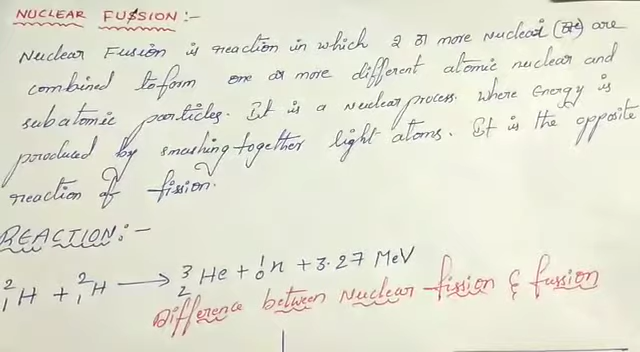 NUCLEAR FUSSION :-
Nuclear Fusion is reaction in which 2 or more nucleai are
combined to form one or more different atomic nuclear and
subatomic particles. It is a nuclear process. Where Energy is
poroduced by smashing together light atoms. It is the opposite
reaction of fission.
REACTION:-
²₁H + ²₁H → ³₂He + ¹₀n + 3.27 MeV
Difference between Nuclear fission & fussion